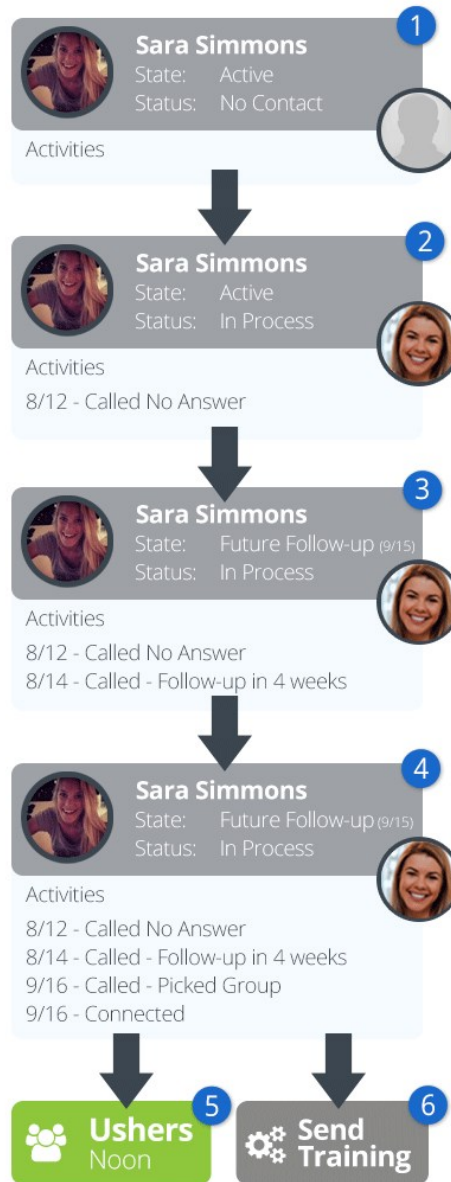 1
Sara Simmons
State: Active
Status: No Contact
Activities
2
Sara Simmons
State: Active
Status: In Process
Activities
8/12 - Called No Answer
3
Sara Simmons
State: Future Follow-up (9/15)
Status: In Process
Activities
8/12 - Called No Answer
8/14 - Called - Follow-up in 4 weeks
4
Sara Simmons
State: Future Follow-up (9/15)
Status: In Process
Activities
8/12 - Called No Answer
8/14 - Called - Follow-up in 4 weeks
9/16 - Called - Picked Group
9/16 - Connected
5
Ushers
Noon
6
Send
Training